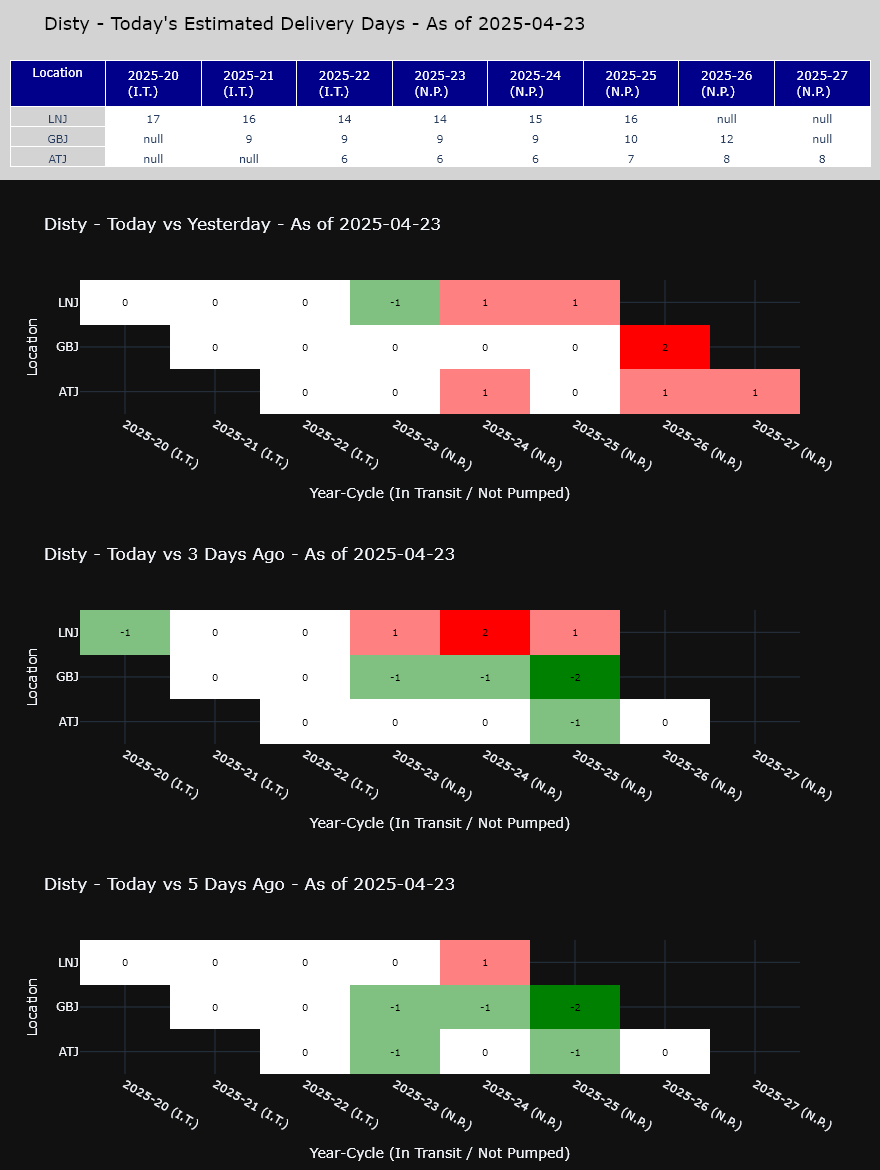 Disty - Today's Estimated Delivery Days - As of 2025-04-23
Location 2025-20 (I.T.) 2025-21 (I.T.) 2025-22 (I.T.) 2025-23 (N.P.) 2025-24 (N.P.) 2025-25 (N.P.) 2025-26 (N.P.) 2025-27 (N.P.)
LNJ 17 16 14 14 15 16 null null
GBJ null 9 9 9 9 10 12 null
ATJ null null 6 6 6 7 8 8
Disty - Today vs Yesterday - As of 2025-04-23
Location
LNJ 0 0 0 -1 1 1
GBJ 0 0 0 0 0 2
ATJ 0 0 1 0 1 1
2025-20 (I.T.) 2025-21 (I.T.) 2025-22 (I.T.) 2025-23 (N.P.) 2025-24 (N.P.) 2025-25 (N.P.) 2025-26 (N.P.) 2025-27 (N.P.)
Year-Cycle (In Transit / Not Pumped)
Disty - Today vs 3 Days Ago - As of 2025-04-23
Location
LNJ -1 0 0 1 2 1
GBJ 0 0 -1 -1 -2
ATJ 0 0 0 -1 0
2025-20 (I.T.) 2025-21 (I.T.) 2025-22 (I.T.) 2025-23 (N.P.) 2025-24 (N.P.) 2025-25 (N.P.) 2025-26 (N.P.) 2025-27 (N.P.)
Year-Cycle (In Transit / Not Pumped)
Disty - Today vs 5 Days Ago - As of 2025-04-23
Location
LNJ 0 0 0 0 1
GBJ 0 0 -1 -1 -2
ATJ 0 -1 0 -1 0
2025-20 (I.T.) 2025-21 (I.T.) 2025-22 (I.T.) 2025-23 (N.P.) 2025-24 (N.P.) 2025-25 (N.P.) 2025-26 (N.P.) 2025-27 (N.P.)
Year-Cycle (In Transit / Not Pumped)